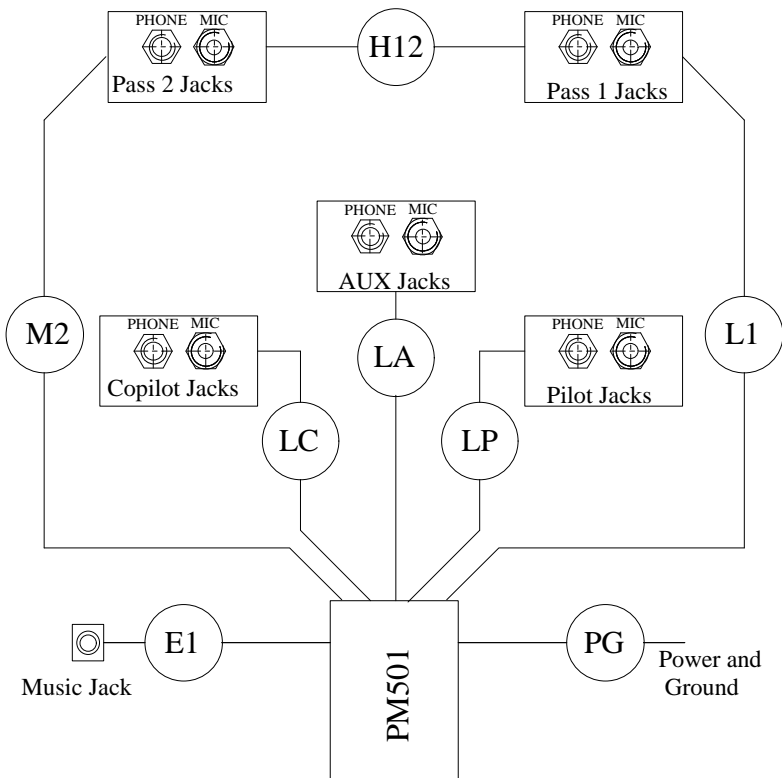 PHONE MIC
Pass 2 Jacks
H12
PHONE MIC
Pass 1 Jacks
PHONE MIC
AUX Jacks
M2
PHONE MIC
Copilot Jacks
LA
PHONE MIC
Pilot Jacks
L1
LC
LP
E1
Music Jack
PM501
PG
Power and
Ground